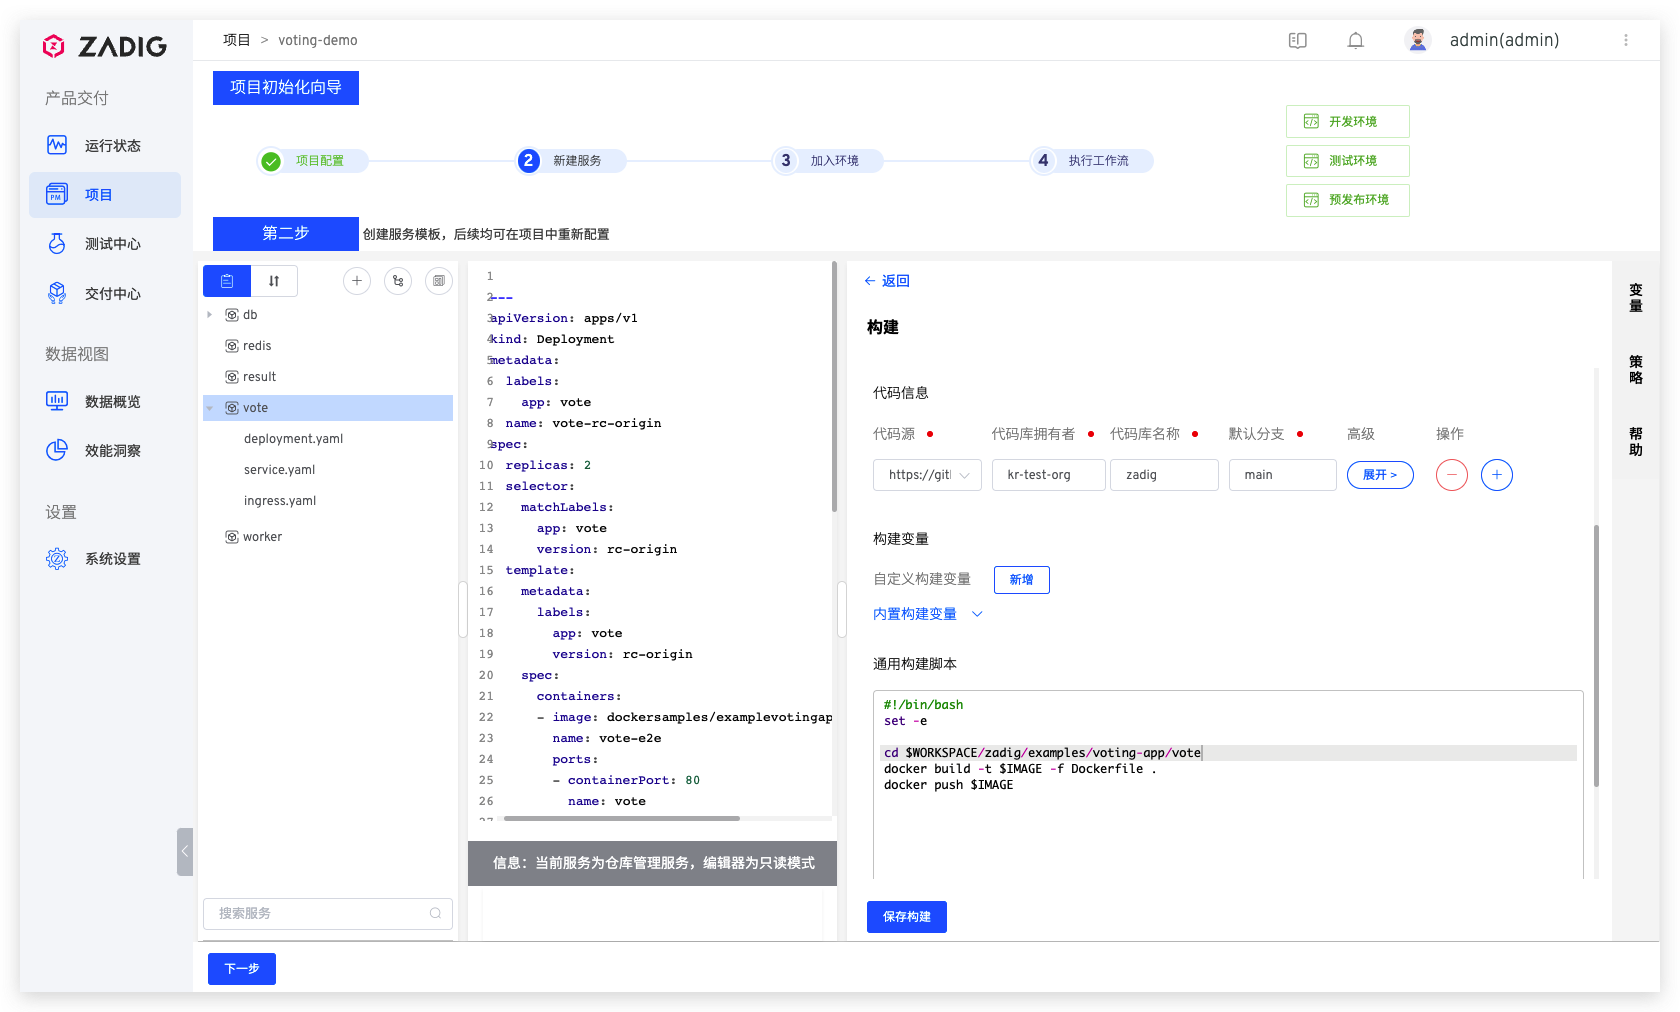 ZADIG
项目 > voting-demo
admin(admin)
产品交付
运行状态
PM
项目
测试中心
交付中心
数据视图
数据概览
效能洞察
设置
系统设置
项目初始化向导
项目配置
2 新建服务
3 加入环境
4 执行工作流
开发环境
测试环境
预发布环境
第二步
创建服务模板，后续均可在项目中重新配置
db
redis
result
vote
deployment.yaml
service.yaml
ingress.yaml
worker
搜索服务
1
2 ---
3 apiVersion: apps/v1
4 kind: Deployment
5 metadata:
6 labels:
7 app: vote
8 name: vote-rc-origin
9 spec:
10 replicas: 2
11 selector:
12 matchLabels:
13 app: vote
14 version: rc-origin
15 template:
16 metadata:
17 labels:
18 app: vote
19 version: rc-origin
20 spec:
21 containers:
22 - image: dockersamples/examplevotingap
23 name: vote-e2e
24 ports:
25 - containerPort: 80
26 name: vote
27
信息：当前服务为仓库管理服务，编辑器为只读模式
← 返回
构建
代码信息
代码源 代码库拥有者 代码库名称 默认分支 高级 操作
https://git kr-test-org zadig main 展开 >
构建变量
自定义构建变量 新增
内置构建变量
通用构建脚本
#!/bin/bash
set -e
cd $WORKSPACE/zadig/examples/voting-app/vote
docker build -t $IMAGE -f Dockerfile .
docker push $IMAGE
保存构建
变量
策略
帮助
下一步